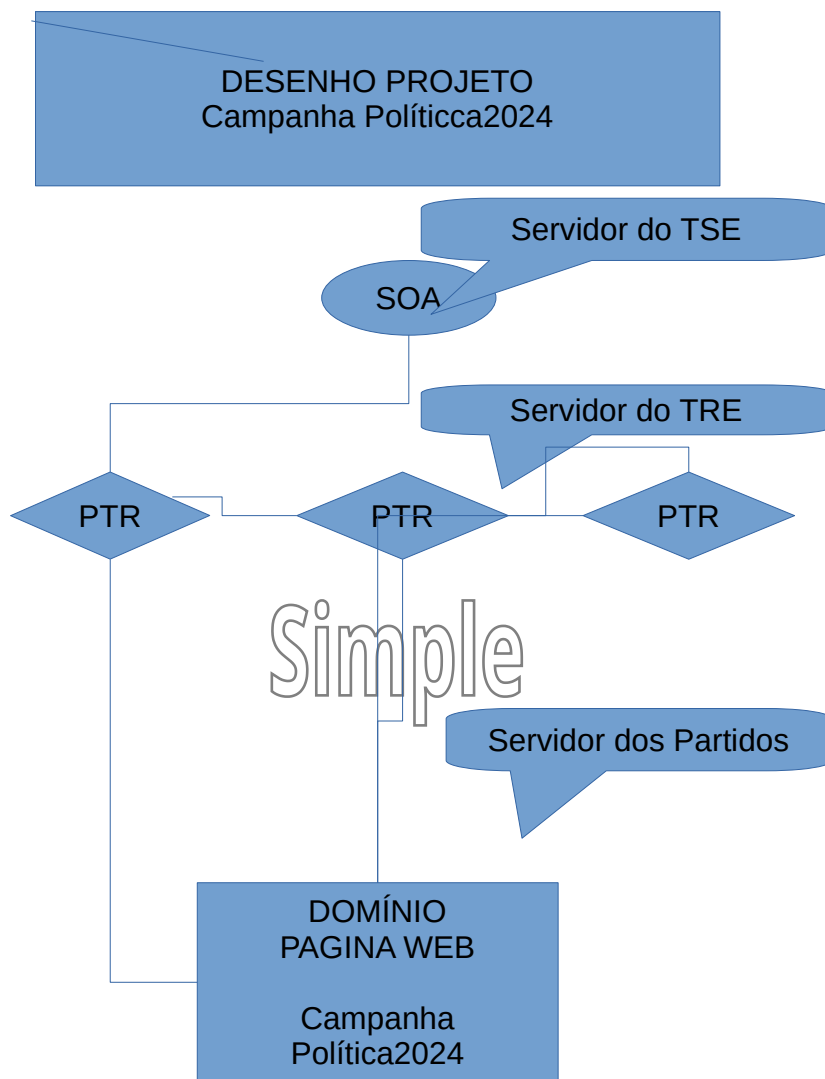 DESENHO PROJETO
Campanha Políticca2024
Servidor do TSE
SOA
Servidor do TRE
PTR
PTR
PTR
Simple
Servidor dos Partidos
DOMÍNIO
PAGINA WEB
Campanha
Política2024